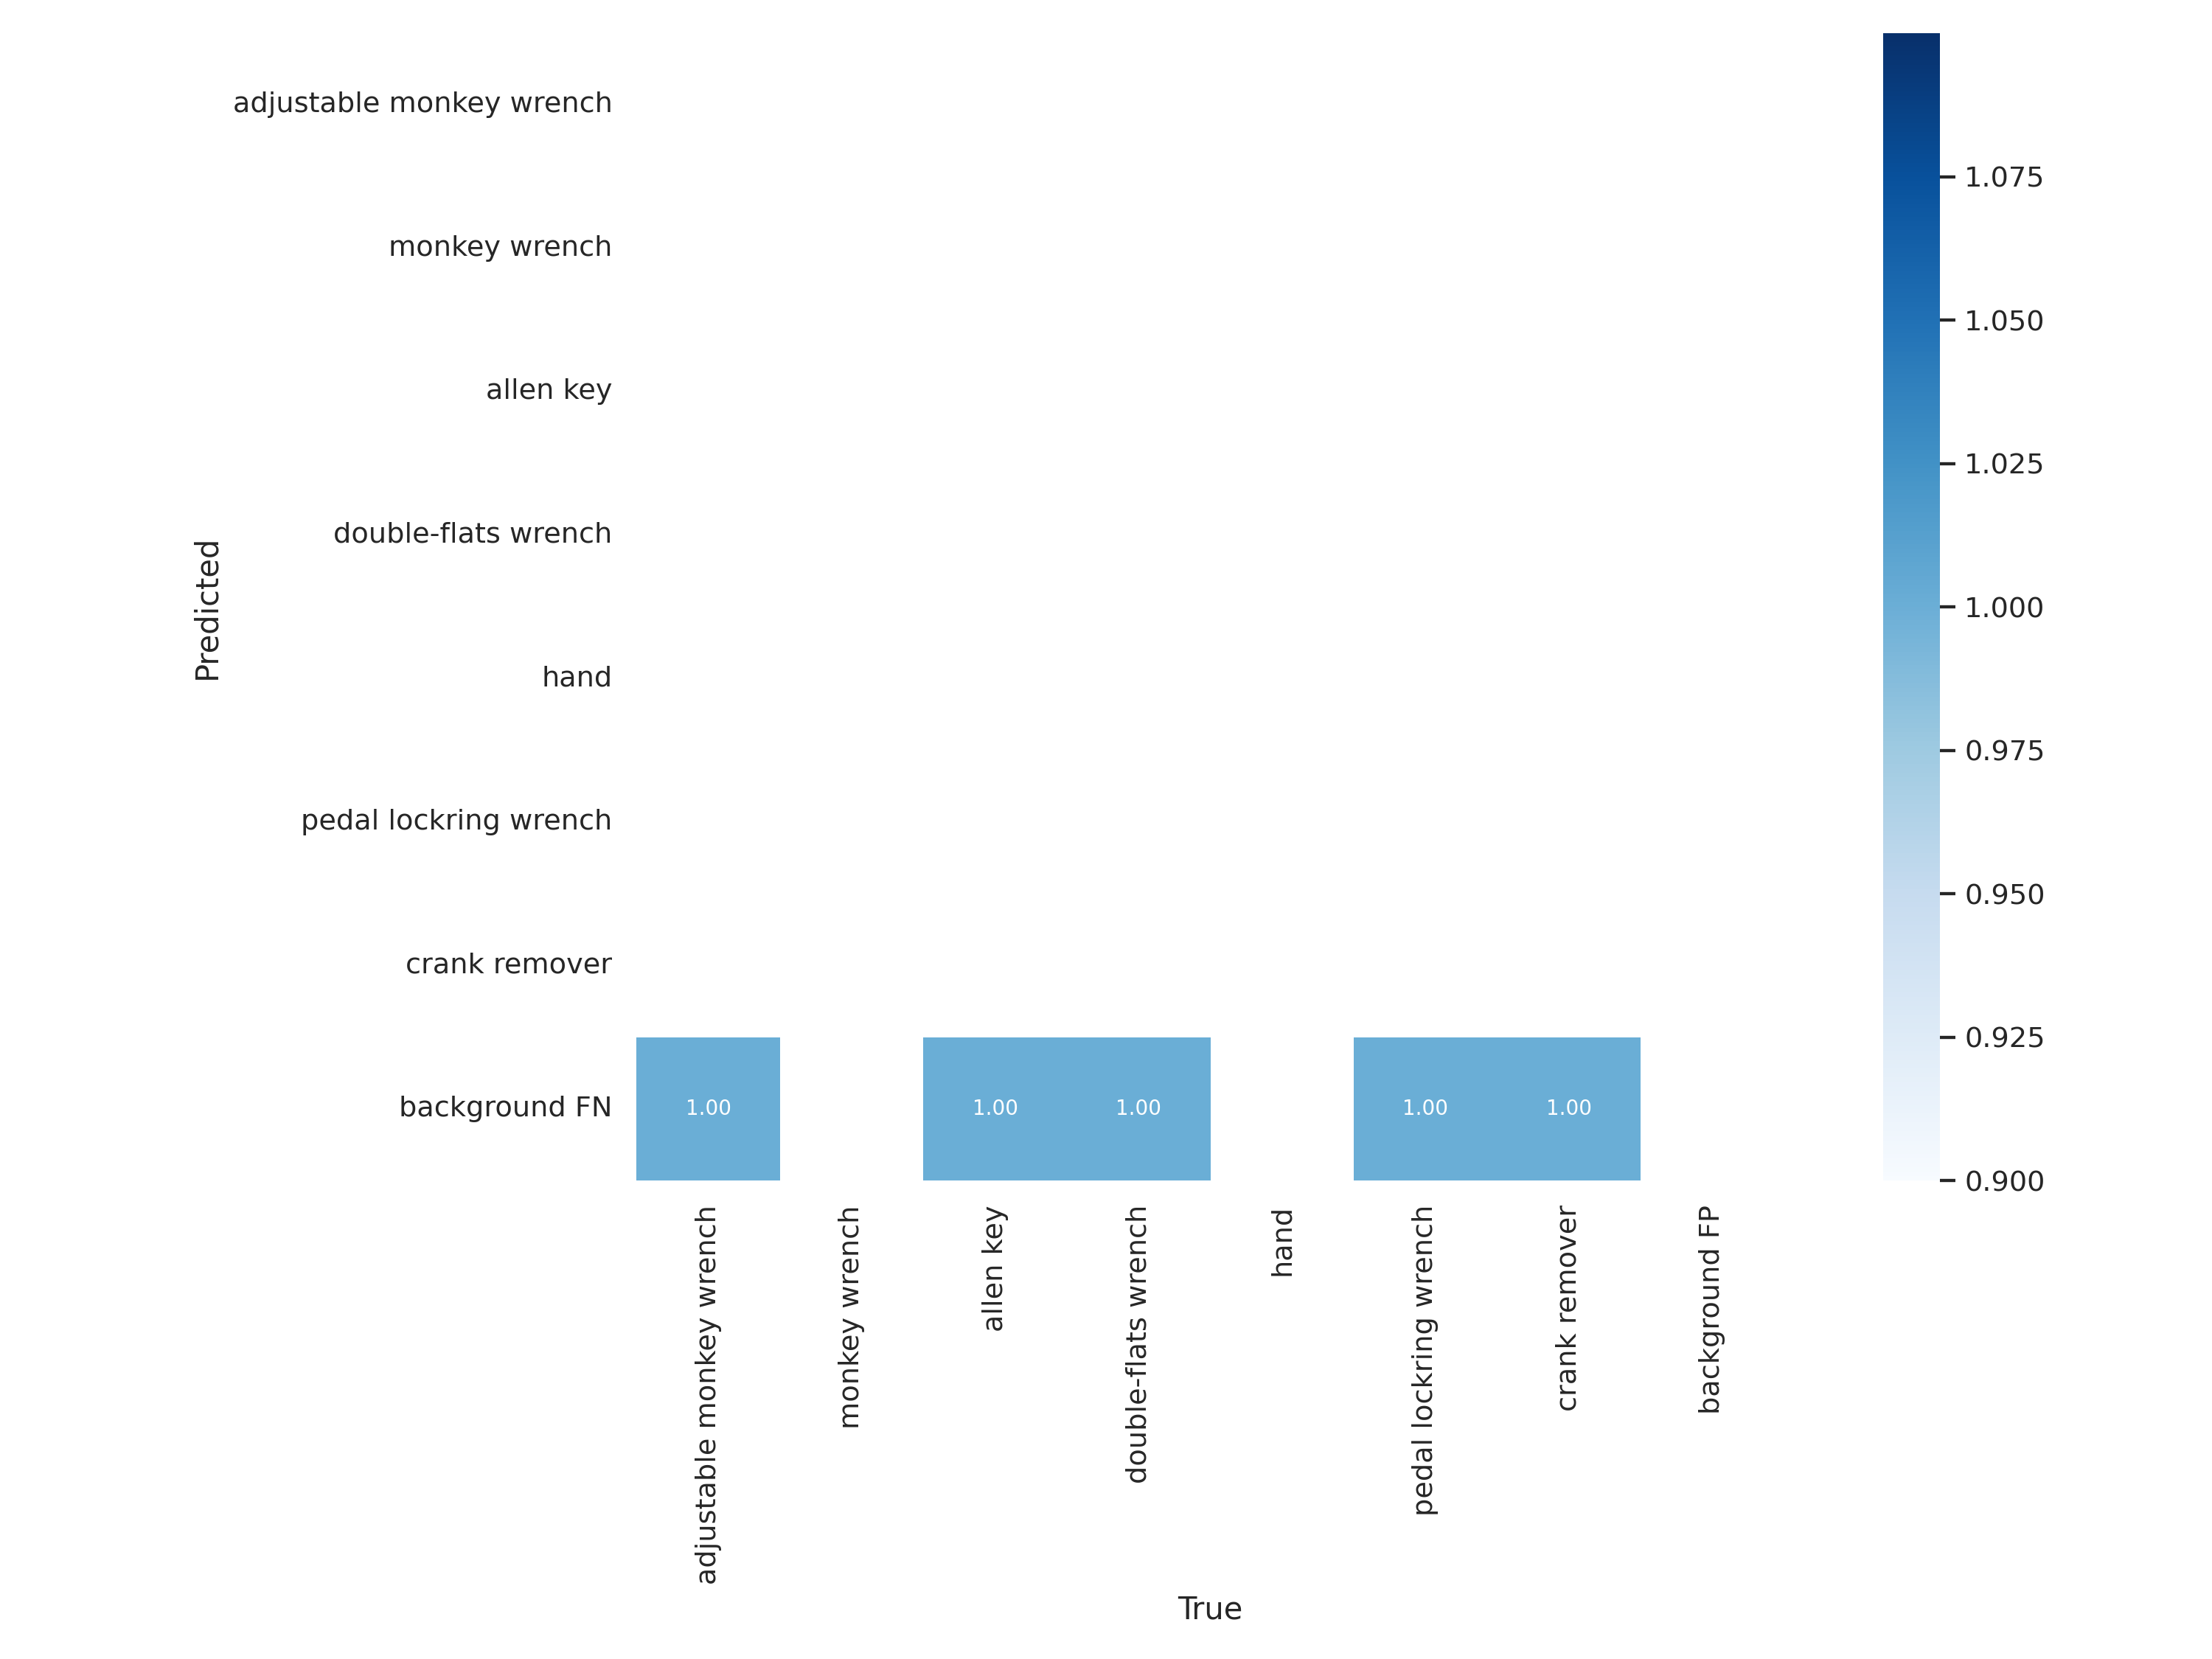 adjustable monkey wrench
monkey wrench
allen key
double-flats wrench
hand
pedal lockring wrench
crank remover
background FN
Predicted
1.00 1.00 1.00 1.00 1.00
adjustable monkey wrench
monkey wrench
allen key
double-flats wrench
hand
pedal lockring wrench
crank remover
background FP
True
1.075
1.050
1.025
1.000
0.975
0.950
0.925
0.900